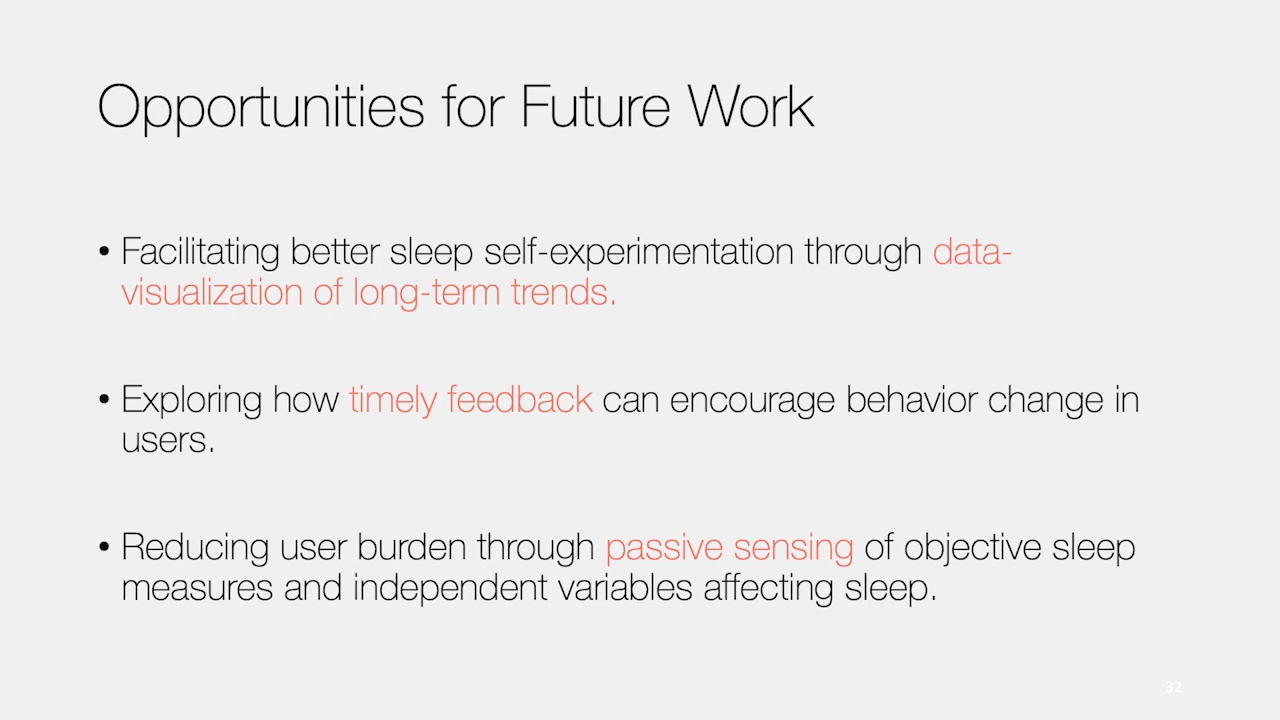 Opportunities for Future Work
• Facilitating better sleep self-experimentation through data-
visualization of long-term trends.
• Exploring how timely feedback can encourage behavior change in
users.
• Reducing user burden through passive sensing of objective sleep
measures and independent variables affecting sleep.
32